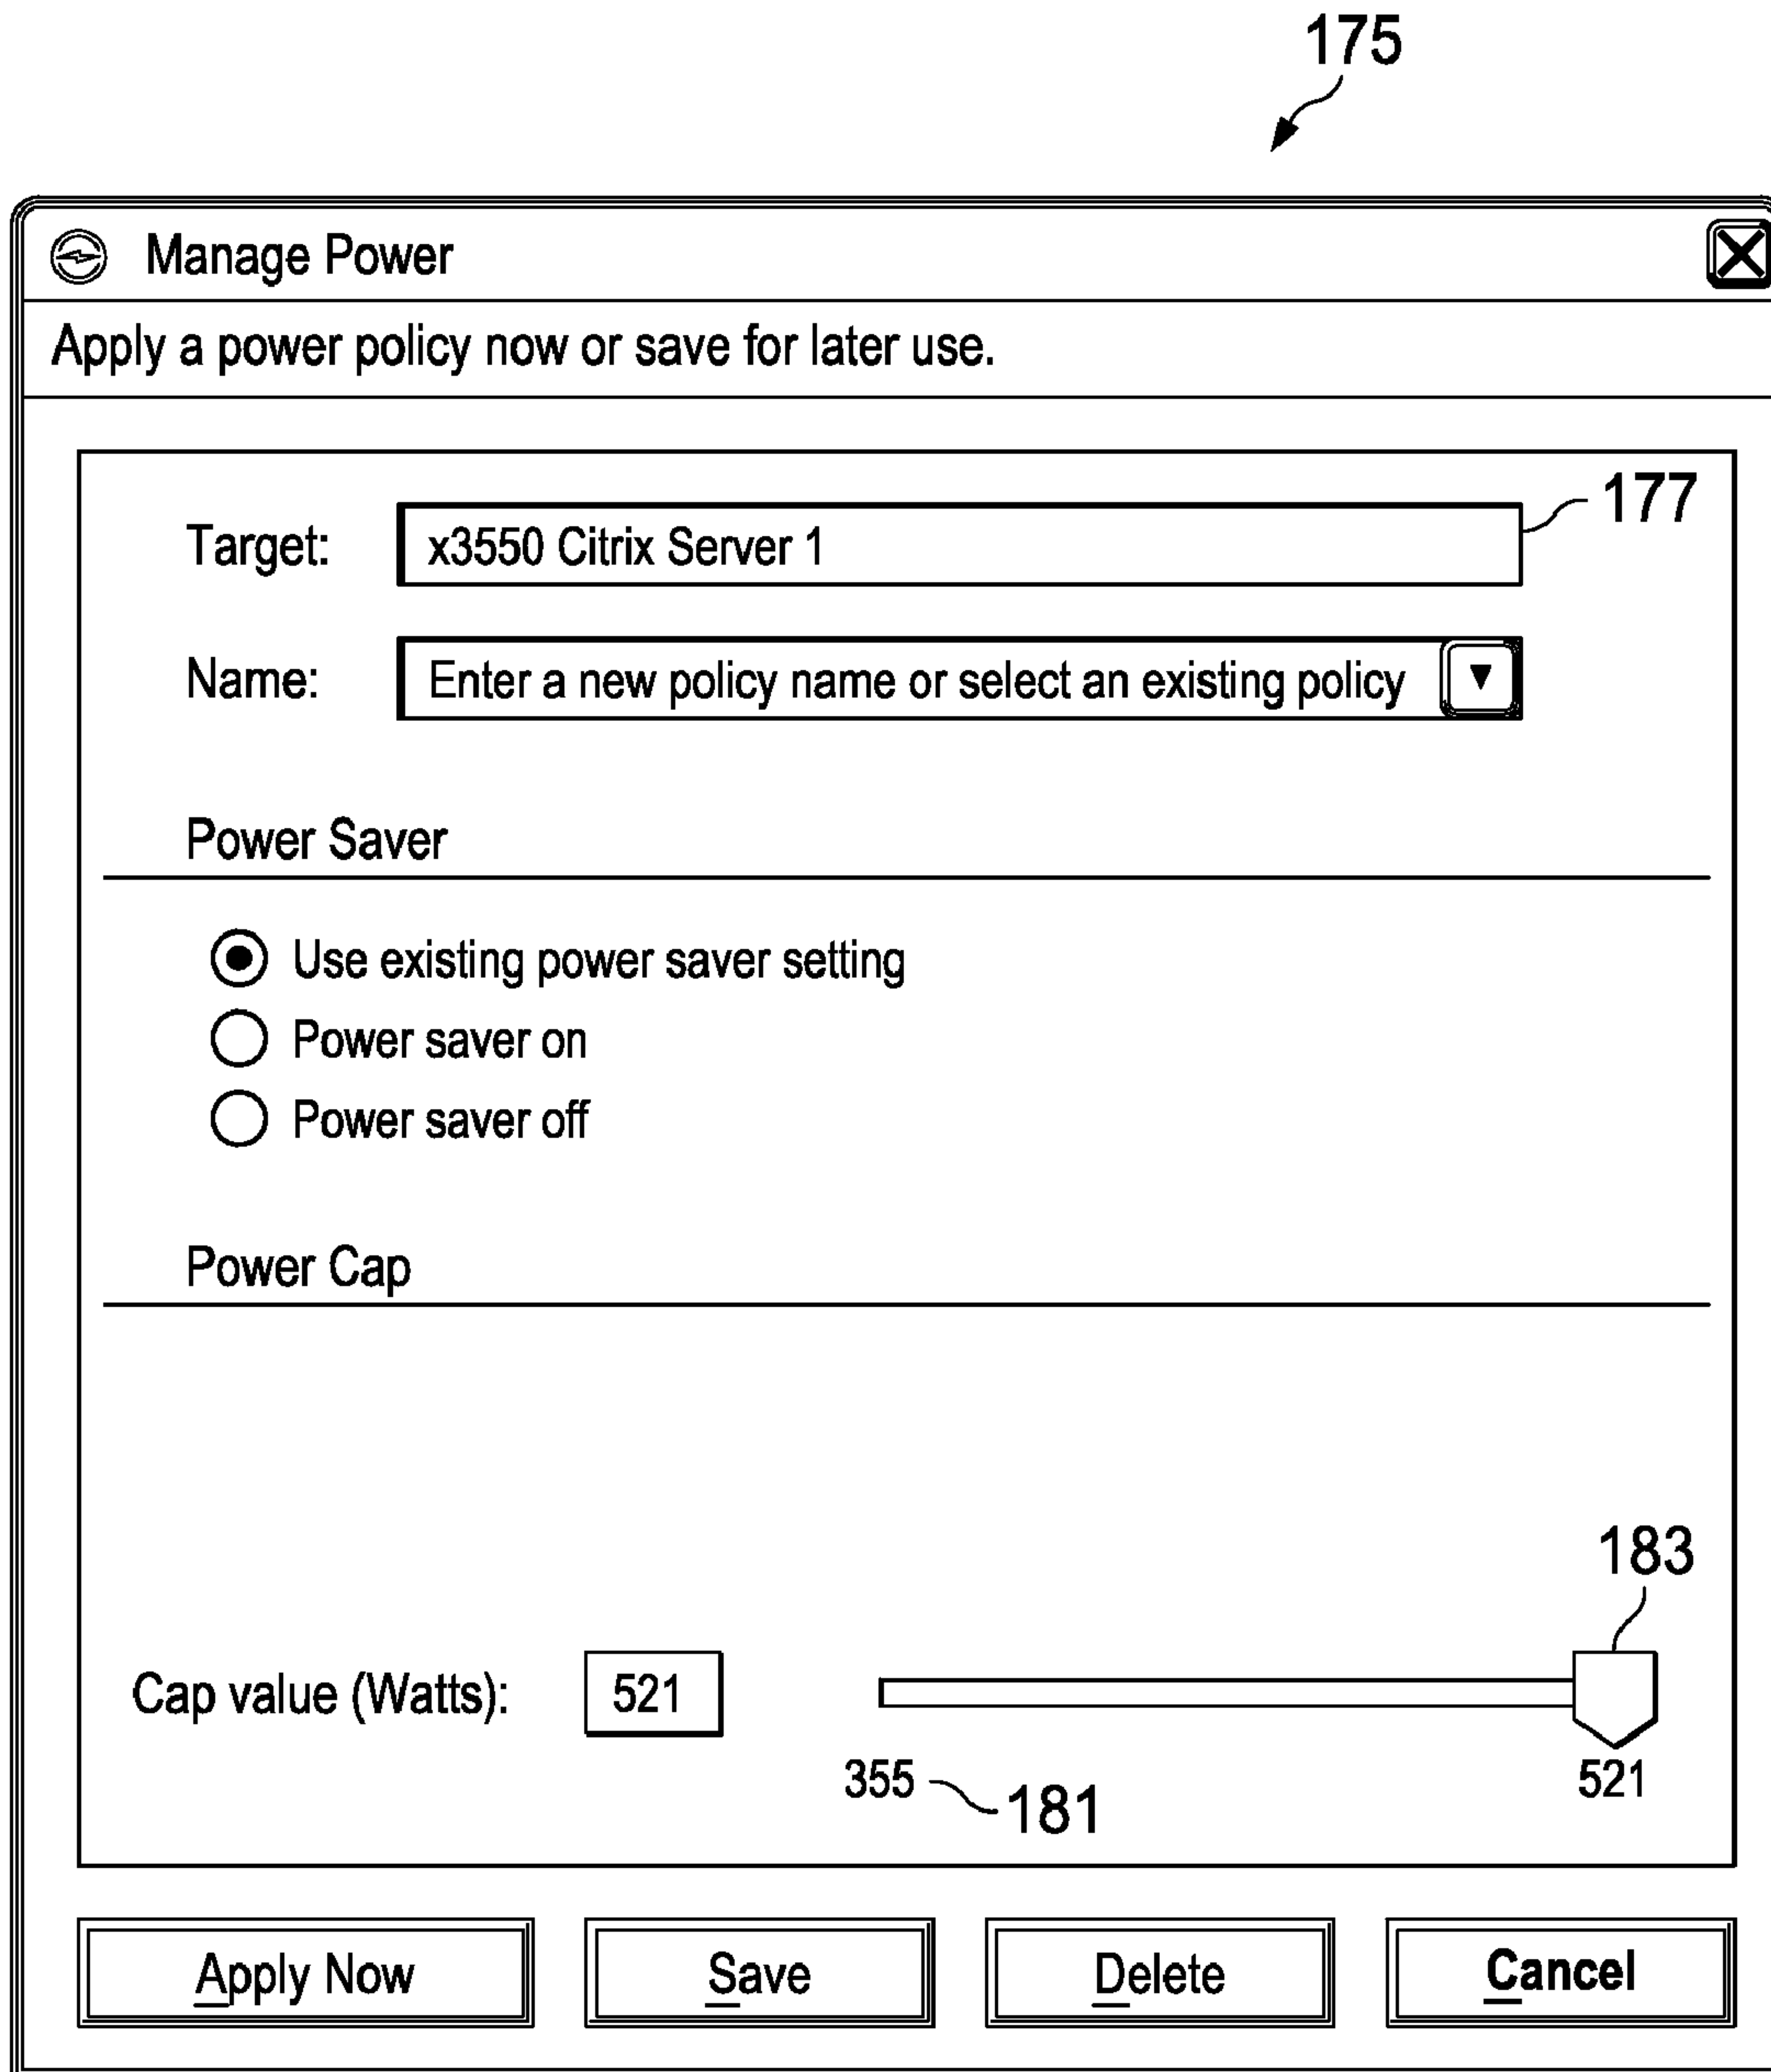 175
Manage Power
Apply a power policy now or save for later use.
177
Target: x3550 Citrix Server 1
Name: Enter a new policy name or select an existing policy
Power Saver
Use existing power saver setting
Power saver on
Power saver off
Power Cap
183
Cap value (Watts): 521
355 521
181
Apply Now Save Delete Cancel